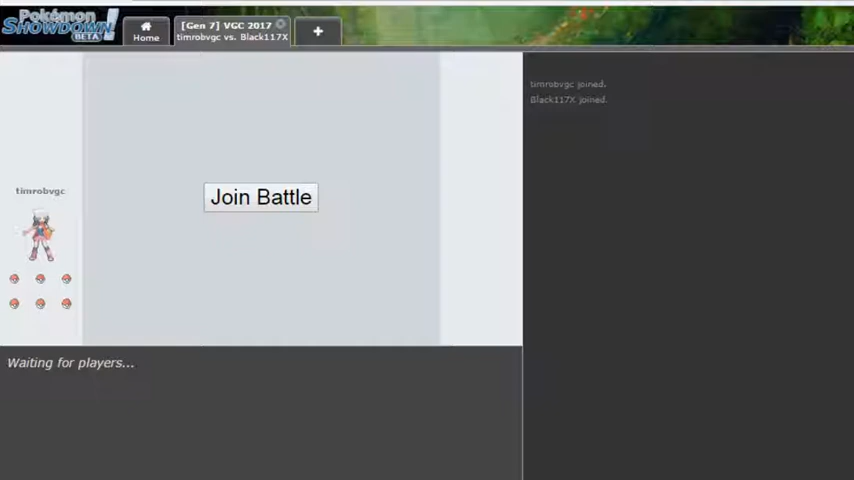 Pokémon
SHOWDOWN!
BETA
Home
[Gen 7] VGC 2017
timrobvgc vs. Black117X
+
timrobvgc joined.
Black117X joined.
Join Battle
timrobvgc
Waiting for players...